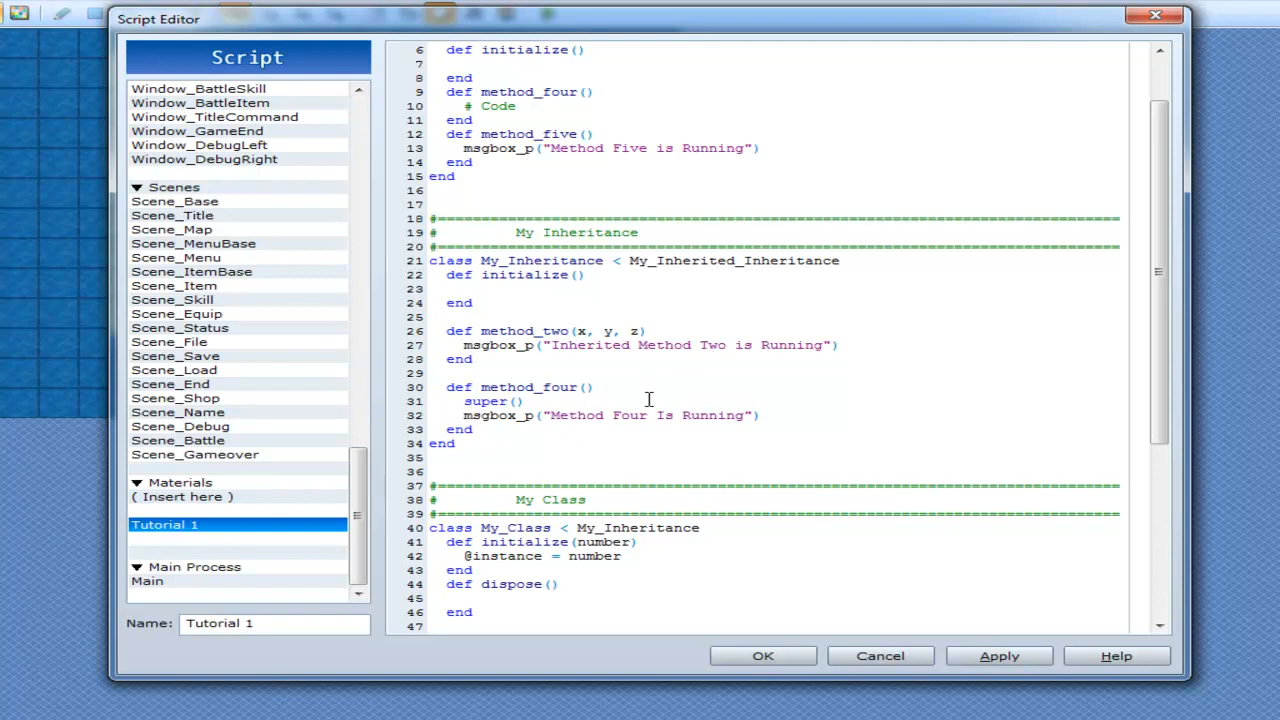 Script Editor
Script
Window_BattleSkill
Window_BattleItem
Window_TitleCommand
Window_GameEnd
Window_DebugLeft
Window_DebugRight
Scenes
Scene_Base
Scene_Title
Scene_Map
Scene_MenuBase
Scene_Menu
Scene_ItemBase
Scene_Item
Scene_Skill
Scene_Equip
Scene_Status
Scene_File
Scene_Save
Scene_Load
Scene_End
Scene_Shop
Scene_Name
Scene_Debug
Scene_Battle
Scene_Gameover
Materials
( Insert here )
Tutorial 1
Main Process
Main
Name: Tutorial 1
6 def initialize()
7
8 end
9 def method_four()
10 # Code
11 end
12 def method_five()
13 msgbox_p("Method Five is Running")
14 end
15 end
16
17
18 #==============================================================================
19 # My Inheritance
20 #==============================================================================
21 class My_Inheritance < My_Inherited_Inheritance
22 def initialize()
23
24 end
25
26 def method_two(x, y, z)
27 msgbox_p("Inherited Method Two is Running")
28 end
29
30 def method_four()
31 super()
32 msgbox_p("Method Four Is Running")
33 end
34 end
35
36
37 #==============================================================================
38 # My Class
39 #==============================================================================
40 class My_Class < My_Inheritance
41 def initialize(number)
42 @instance = number
43 end
44 def dispose()
45
46 end
47
OK
Cancel
Apply
Help